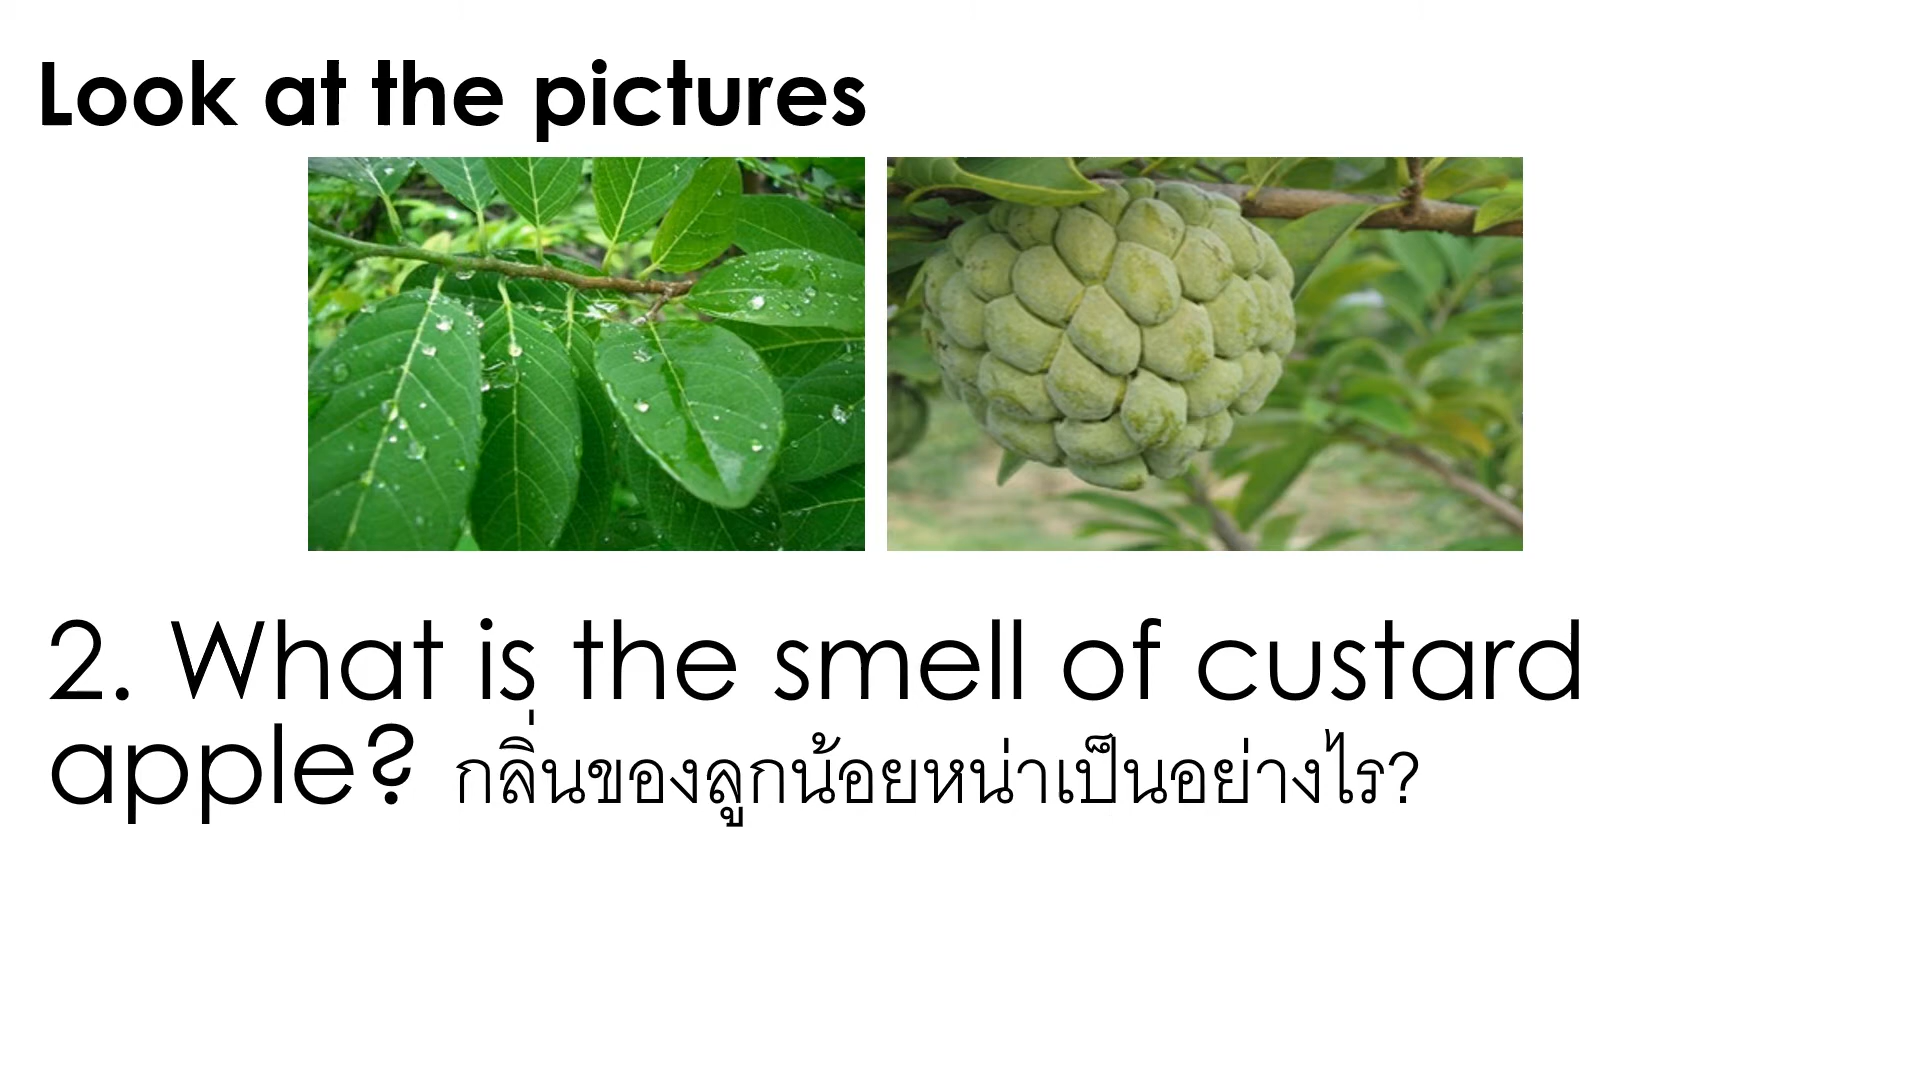 Look at the pictures
2. What is the smell of custard
apple? กลิ่นของลูกน้อยหน่าเป็นอย่างไร?